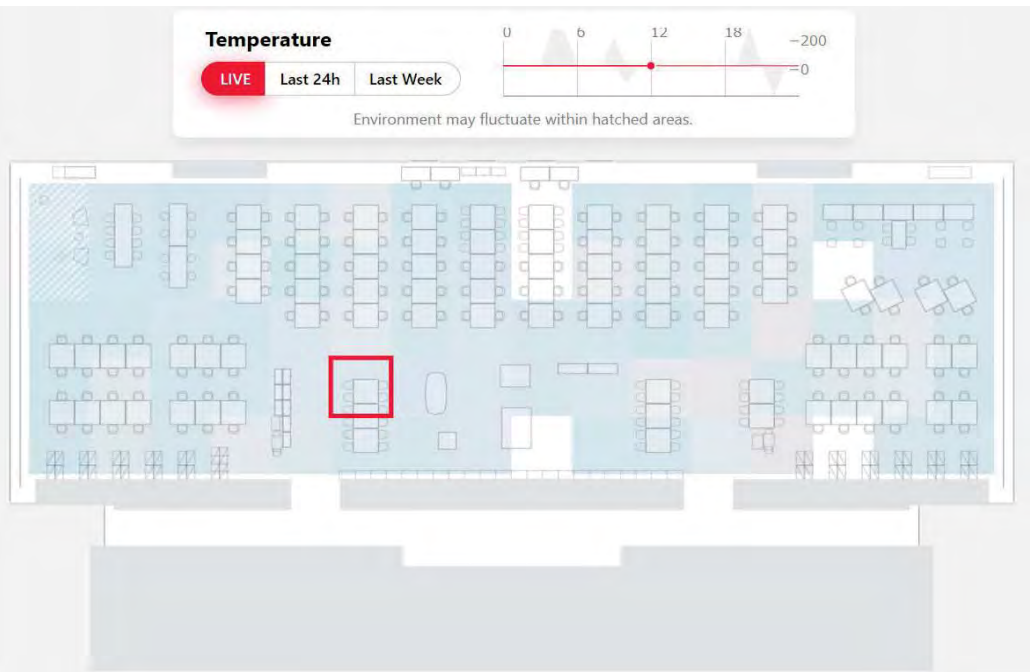 Temperature
0 6 12 18
−200
−0
LIVE Last 24h Last Week
Environment may fluctuate within hatched areas.